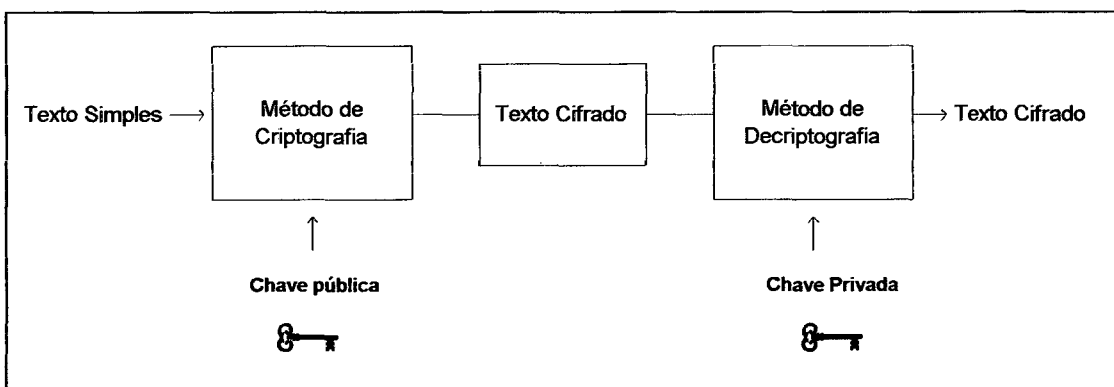 Texto Simples
Método de
Criptografia
Texto Cifrado
Método de
Decriptografia
Texto Cifrado
Chave pública
Chave Privada